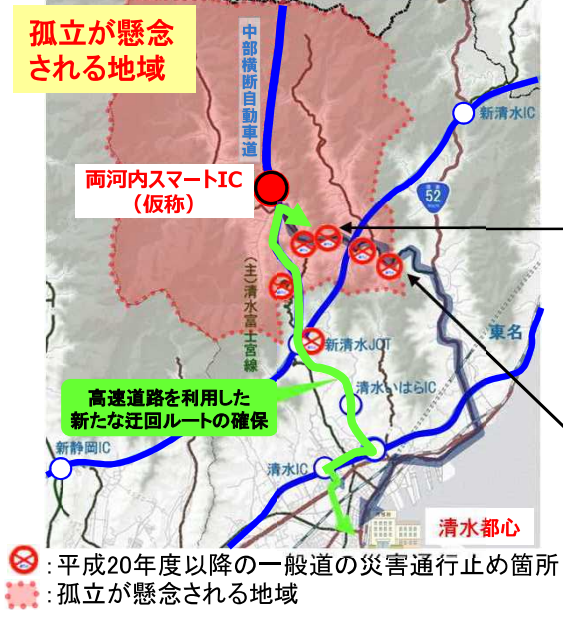 孤立が懸念
される地域
中部横断自動車道
新清水IC
両河内スマートIC
（仮称）
52
(主)清水富士宮線
新清水JCT
東名
清水いはらIC
高速道路を利用した
新たな迂回ルートの確保
新静岡IC
清水IC
清水都心
：平成20年度以降の一般道の災害通行止め箇所
：孤立が懸念される地域